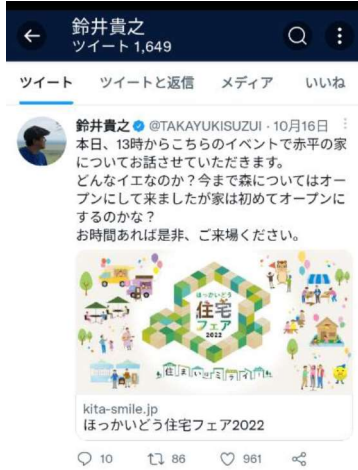 鈴井貴之
ツイート 1,649
ツイート ツイートと返信 メディア いいね
鈴井貴之 @TAKAYUKISUZUI · 10月16日
本日、13時からこちらのイベントで赤平の家
についてお話させていただきます。
どんなイエなのか？今まで森についてはオー
プンにして来ましたが家は初めてオープンに
するのかな？
お時間あれば是非、ご来場ください。
ほっかいどう
住宅
フェア
2022
住まいのミライ
kita-smile.jp
ほっかいどう住宅フェア2022
10 86 961